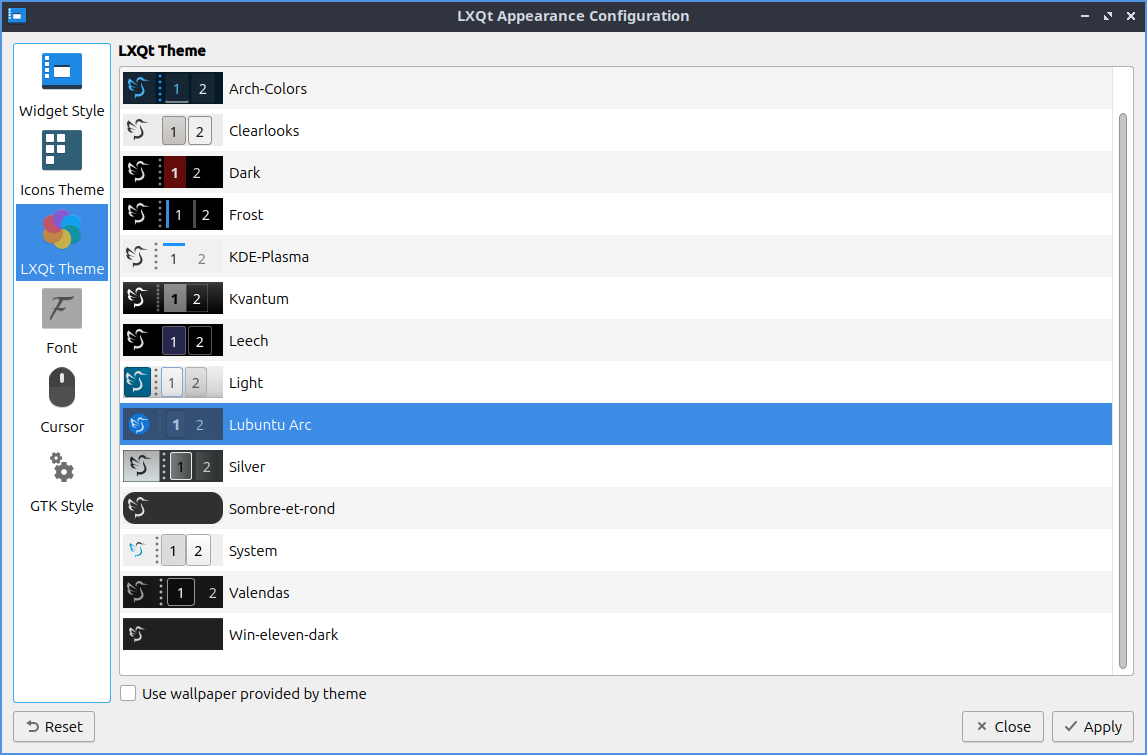 LXQt Appearance Configuration
Widget Style
Icons Theme
LXQt Theme
Font
Cursor
GTK Style
LXQt Theme
1 2 Arch-Colors
1 2 Clearlooks
1 2 Dark
1 2 Frost
1 2 KDE-Plasma
1 2 Kvantum
1 2 Leech
1 2 Light
1 2 Lubuntu Arc
1 2 Silver
Sombre-et-rond
1 2 System
1 2 Valendas
Win-eleven-dark
Use wallpaper provided by theme
Reset
Close
Apply